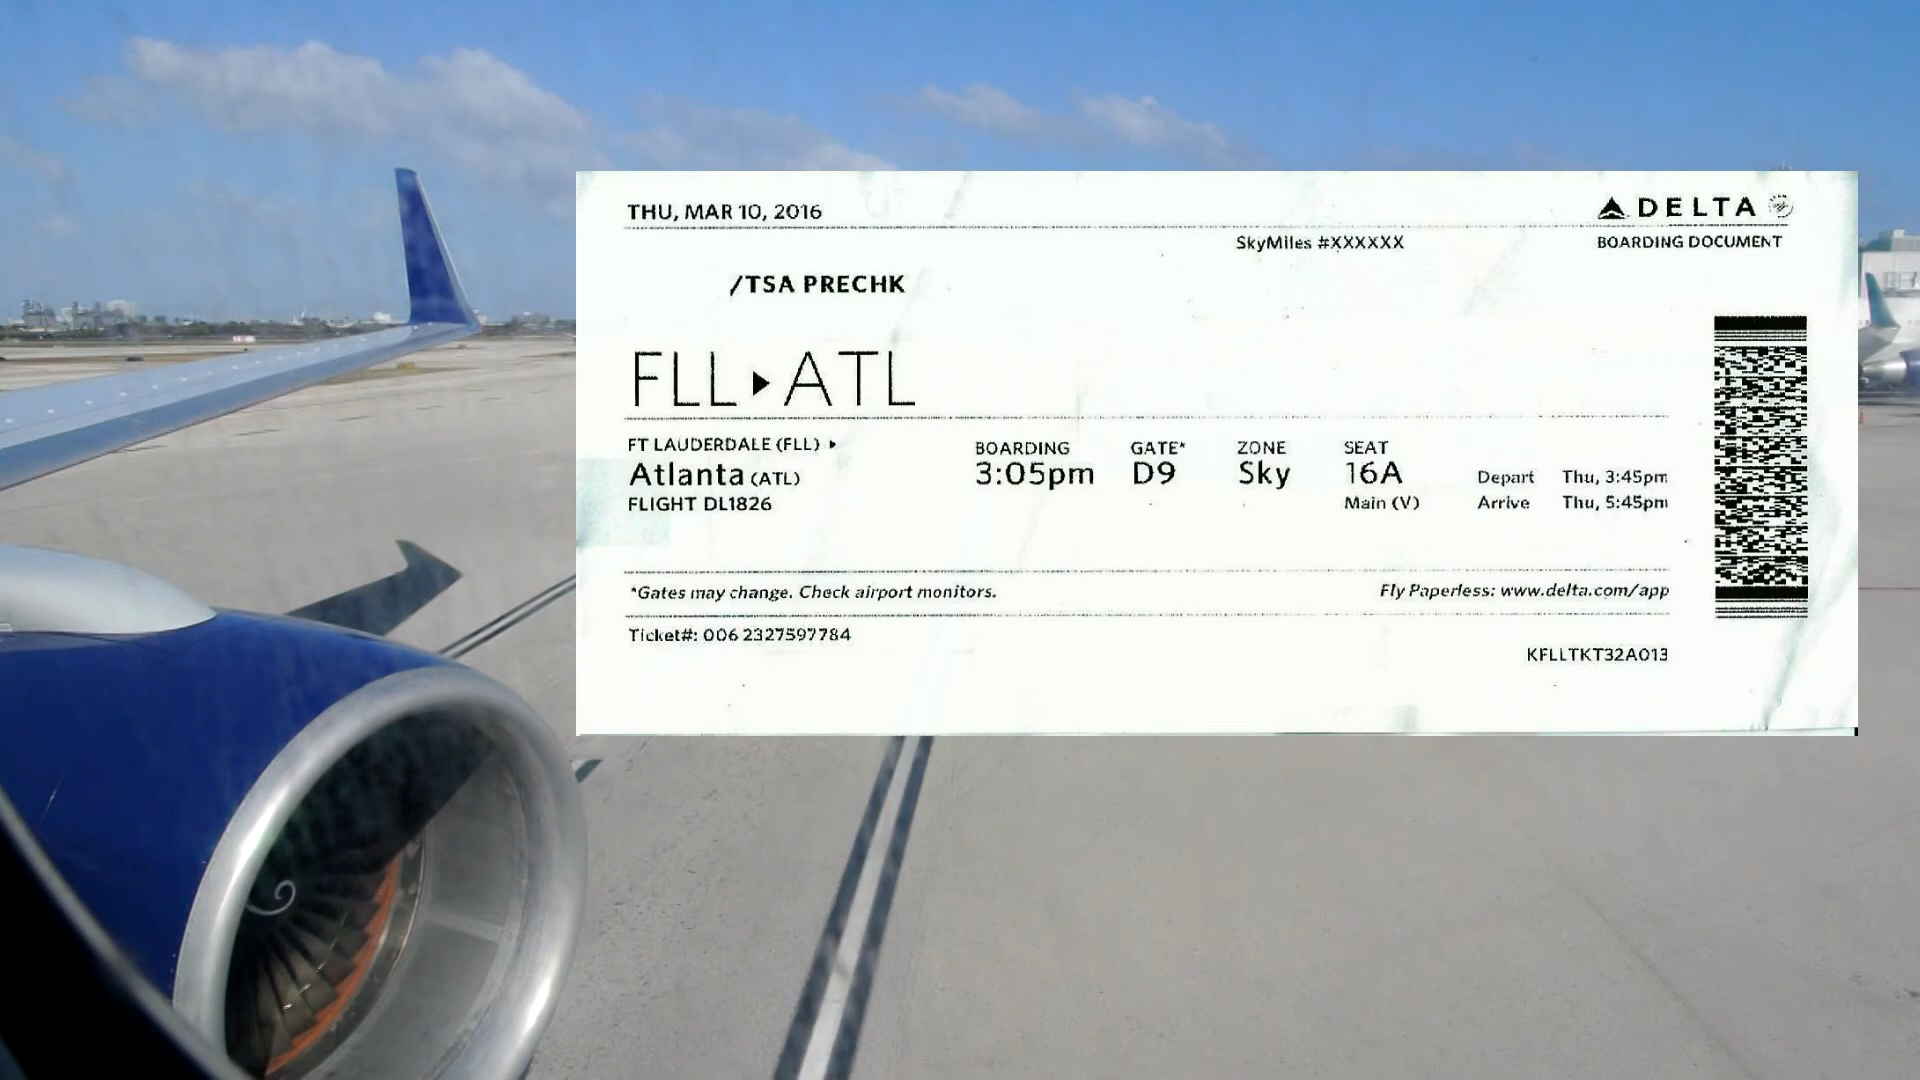 THU, MAR 10, 2016
DELTA
SkyMiles #XXXXXX
BOARDING DOCUMENT
/TSA PRECHK
FLL▸ATL
FT LAUDERDALE (FLL) ▸
Atlanta (ATL)
FLIGHT DL1826
BOARDING
3:05pm
GATE*
D9
ZONE
Sky
SEAT
16A
Main (V)
Depart Thu, 3:45pm
Arrive Thu, 5:45pm
*Gates may change. Check airport monitors.
Fly Paperless: www.delta.com/app
Ticket#: 006 2327597784
KFLLTKT32A013